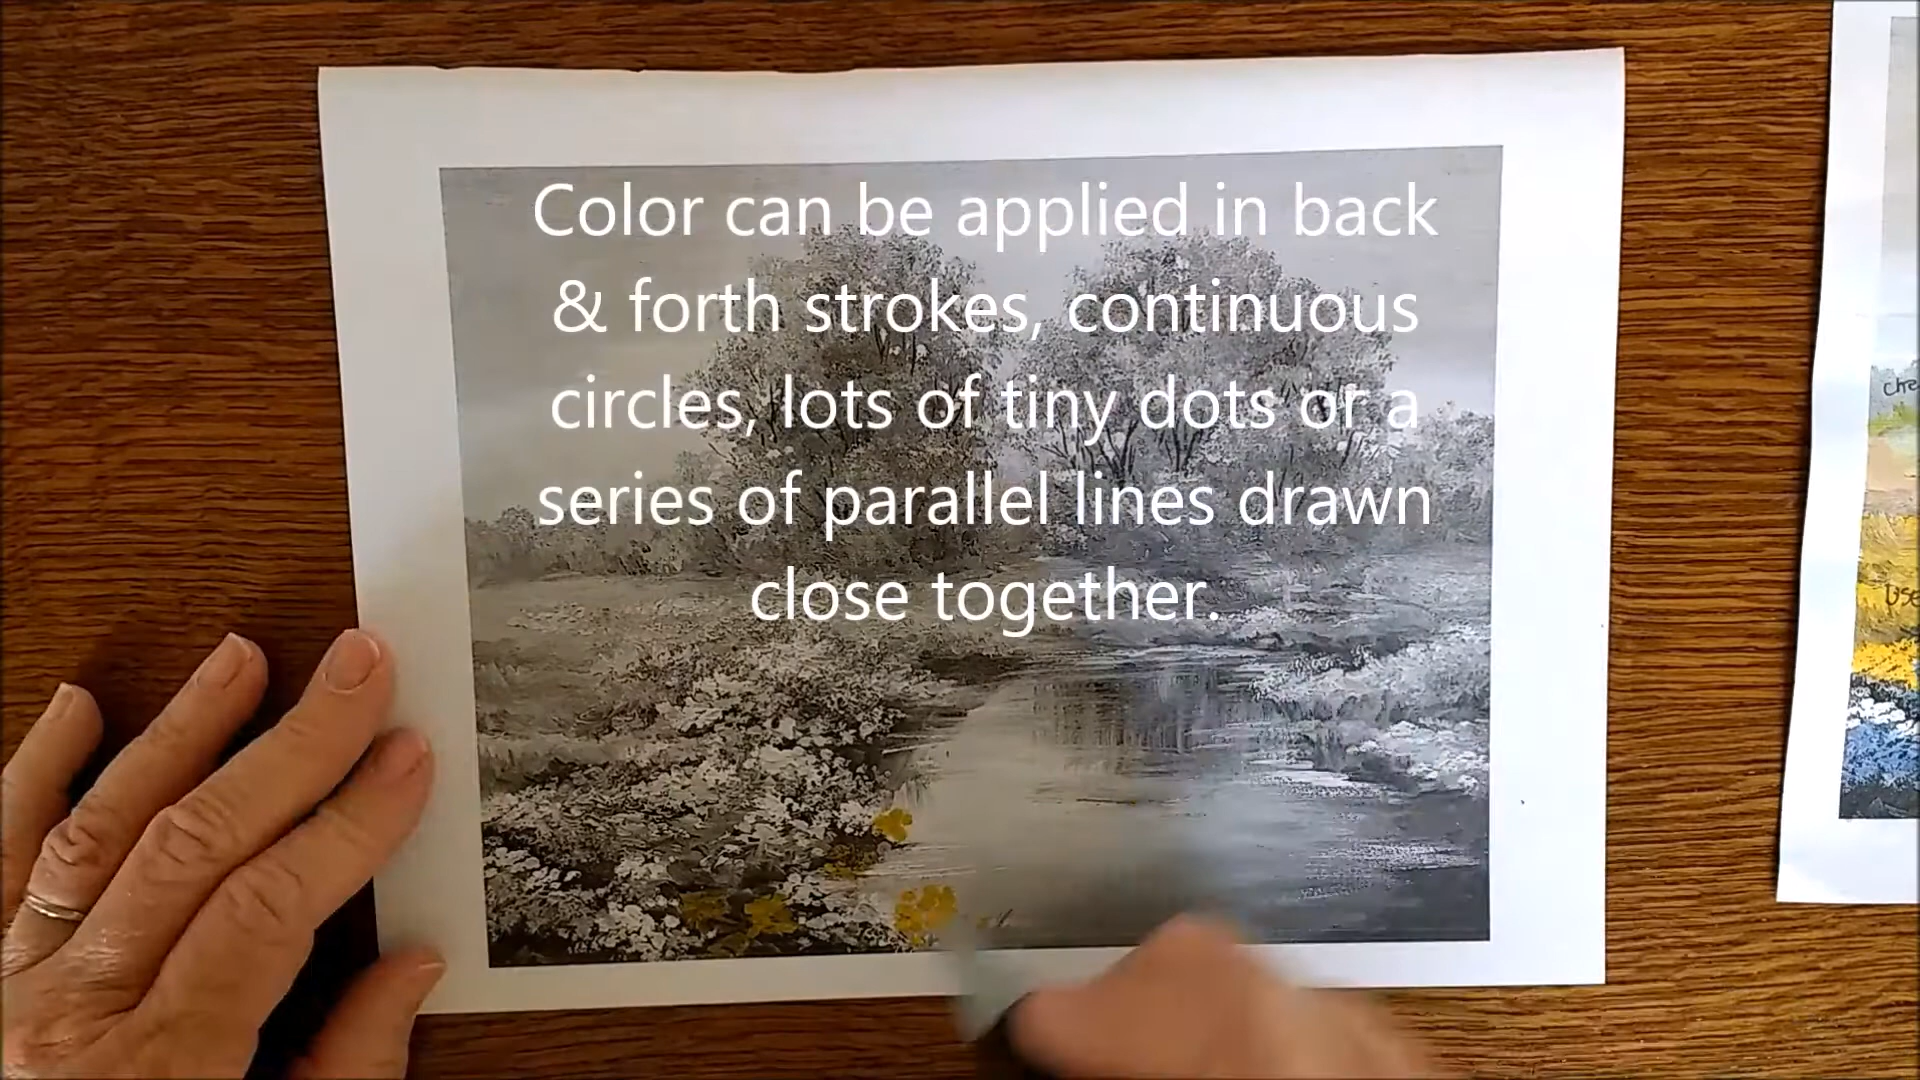 Color can be applied in back
& forth strokes, continuous
circles, lots of tiny dots or a
series of parallel lines drawn
close together.